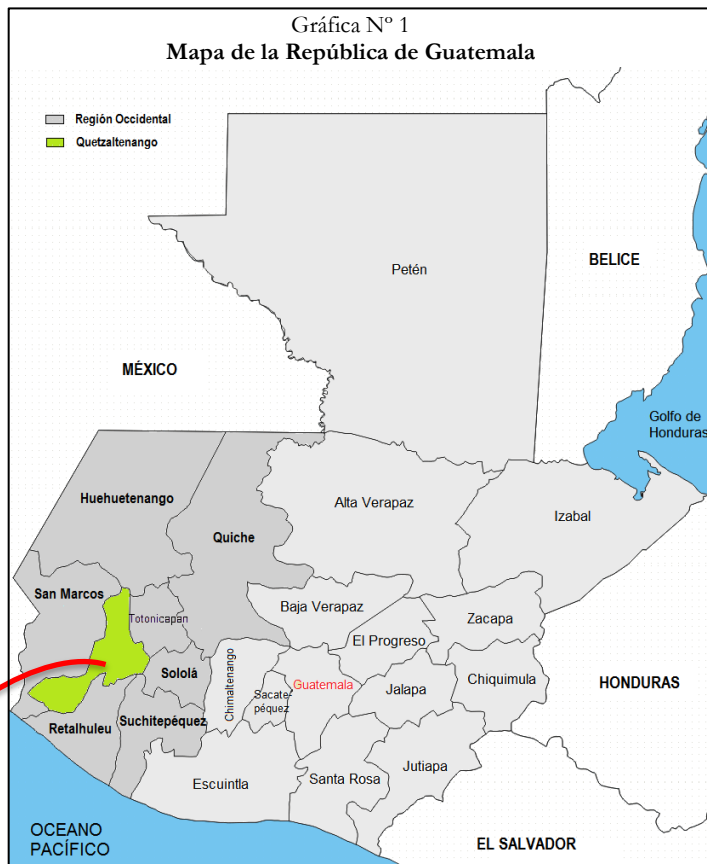 Gráfica Nº 1
Mapa de la República de Guatemala
Región Occidental
Quetzaltenango
Petén
BELICE
MÉXICO
Golfo de
Honduras
Huehuetenango
Quiche
Alta Verapaz
Izabal
San Marcos
Totonicapán
Baja Verapaz
Zacapa
El Progreso
Sololá
Chimaltenango
Sacate-
péquez
Guatemala
Jalapa
Chiquimula
HONDURAS
Retalhuleu
Suchitepéquez
Escuintla
Santa Rosa
Jutiapa
OCEANO
PACÍFICO
EL SALVADOR